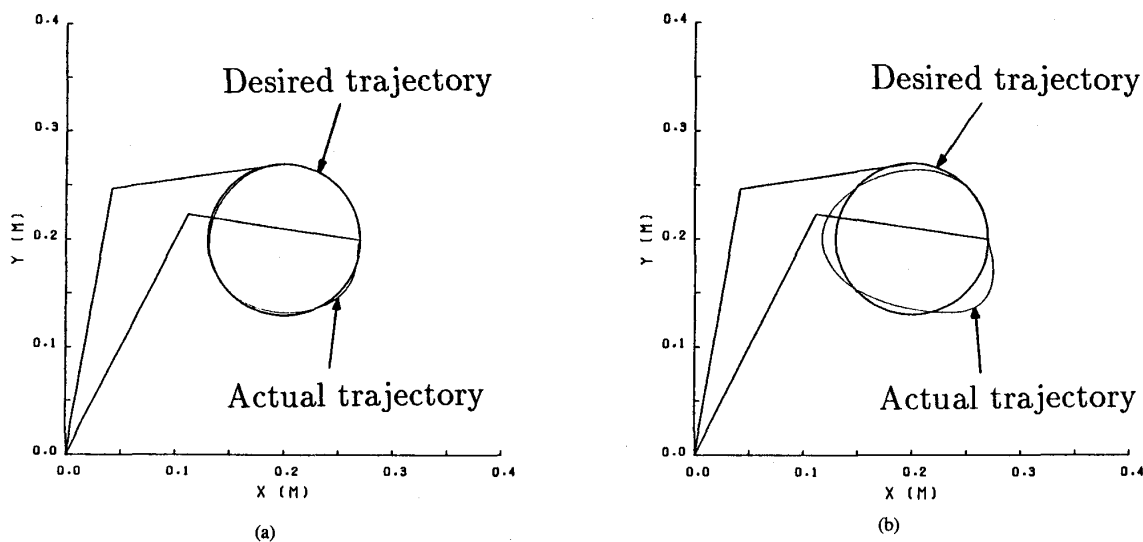 0.4
0.3
0.2
0.1
0.0
Y (M)
0.0 0.1 0.2 0.3 0.4
X (M)
Desired trajectory
Actual trajectory
(a)
0.4
0.3
0.2
0.1
0.0
Y (M)
0.0 0.1 0.2 0.3 0.4
X (M)
Desired trajectory
Actual trajectory
(b)